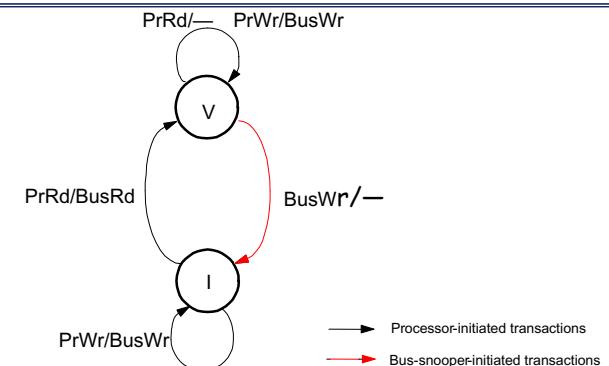 PrRd/— PrWr/BusWr
V
PrRd/BusRd
BusWr/—
I
PrWr/BusWr
Processor-initiated transactions
Bus-snooper-initiated transactions